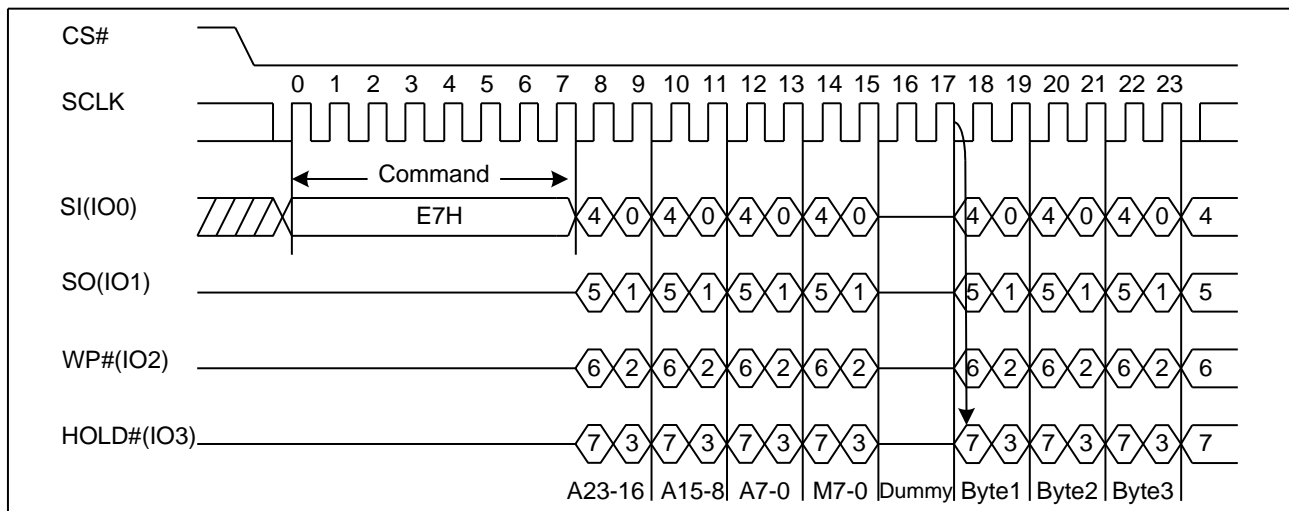 CS#
0 1 2 3 4 5 6 7 8 9 10 11 12 13 14 15 16 17 18 19 20 21 22 23
SCLK
Command
SI(IO0) E7H 4 0 4 0 4 0 4 0 4 0 4 0 4 0 4
SO(IO1) 5 1 5 1 5 1 5 1 5 1 5 1 5 1 5
WP#(IO2) 6 2 6 2 6 2 6 2 6 2 6 2 6 2 6
HOLD#(IO3) 7 3 7 3 7 3 7 3 7 3 7 3 7 3 7
A23-16 A15-8 A7-0 M7-0 Dummy Byte1 Byte2 Byte3